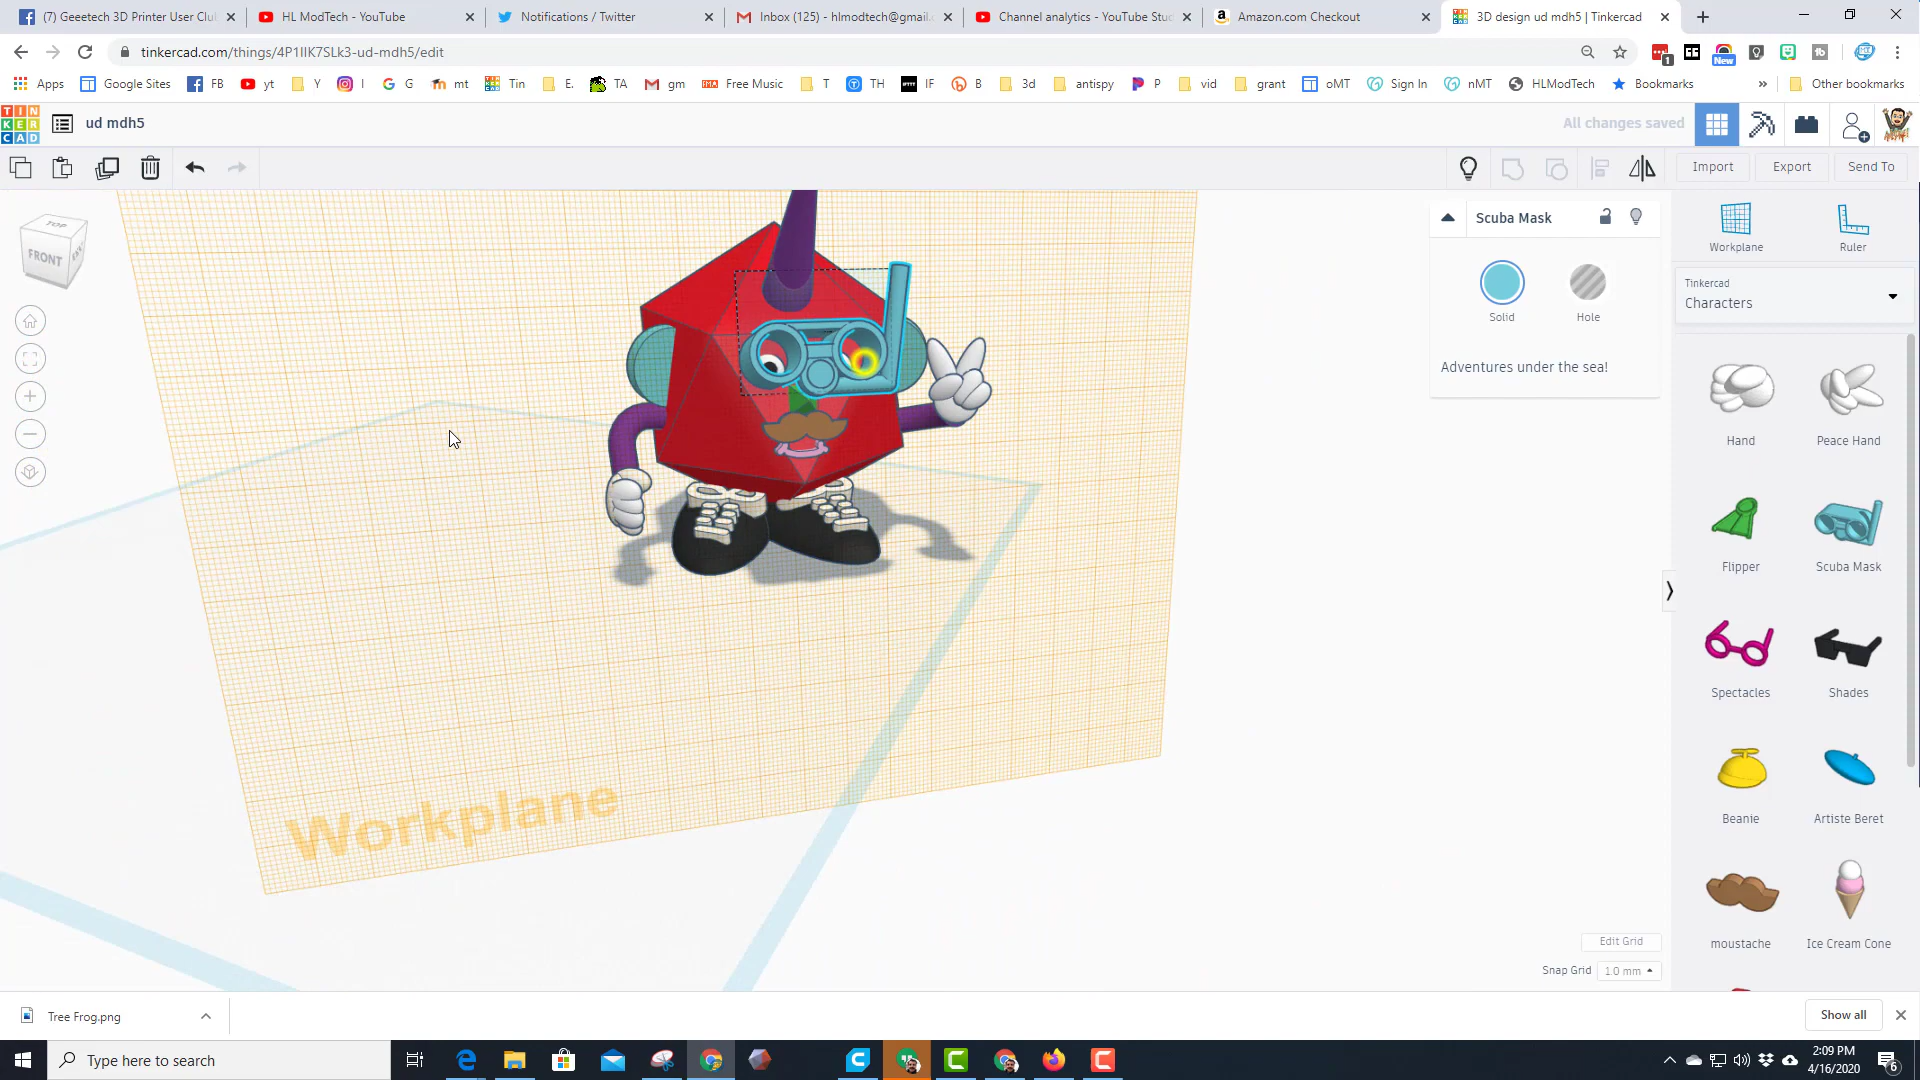 (7) Geeetech 3D Printer User Clu
HL ModTech - YouTube
Notifications / Twitter
Inbox (125) - hlmodtech@gmail.c
Channel analytics - YouTube Stu
Amazon.com Checkout
3D design ud mdh5 | Tinkercad
tinkercad.com/things/4P1IIK7SLk3-ud-mdh5/edit
1
New
Apps
Google Sites
FB
yt
Y
I
G
mt
Tin
E.
TA
gm
Free Music
T
TH
IF
B
3d
antispy
P
vid
grant
oMT
Sign In
nMT
HLModTech
Bookmarks
»
Other bookmarks
TIN
KER
CAD
ud mdh5
All changes saved
Import
Export
Send To
TOP
FRONT
Scuba Mask
Solid
Hole
Adventures under the sea!
Workplane
Ruler
Tinkercad
Characters
Hand
Peace Hand
Flipper
Scuba Mask
Spectacles
Shades
Beanie
Artiste Beret
moustache
Ice Cream Cone
Workplane
Edit Grid
Snap Grid
1.0 mm
Tree Frog.png
Show all
Type here to search
2:09 PM
4/16/2020
6